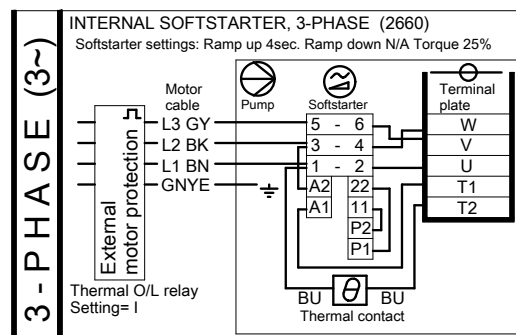 3 - P H A S E (3~)
INTERNAL SOFTSTARTER, 3-PHASE (2660)
Softstarter settings: Ramp up 4sec. Ramp down N/A Torque 25%
Motor
cable
Pump
Softstarter
Terminal
plate
L3 GY
5 - 6
W
L2 BK
3 - 4
V
L1 BN
1 - 2
U
GNYE
A2 22
T1
A1 11
T2
P2
P1
External
motor protection
Thermal O/L relay
Setting= I
BU θ BU
Thermal contact